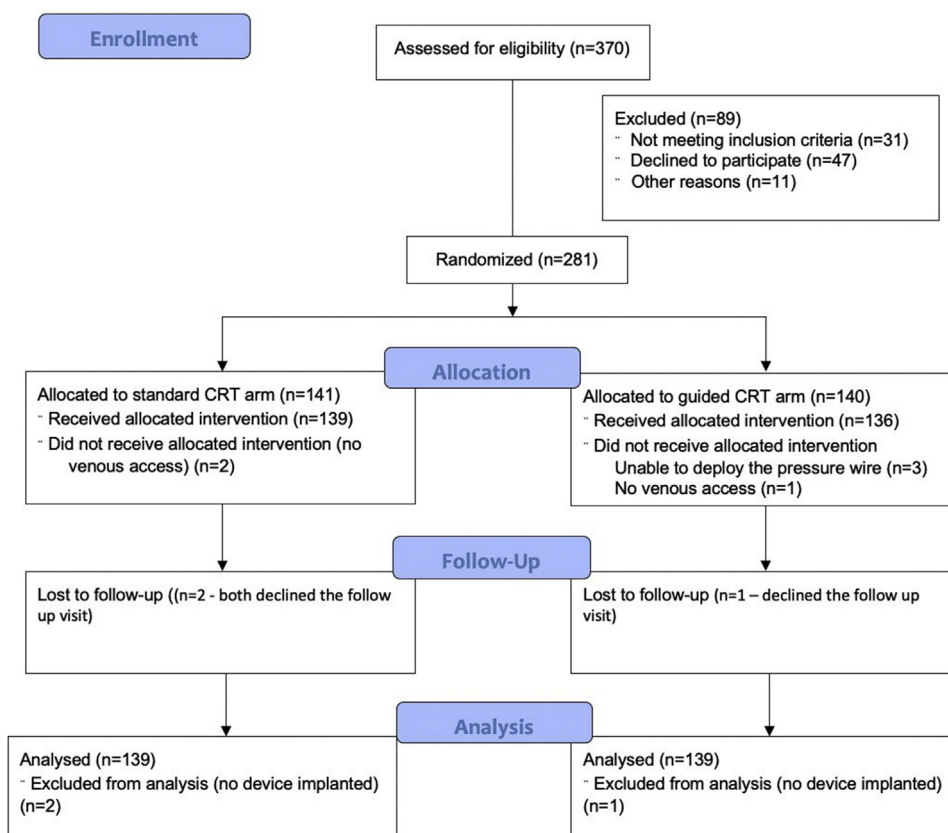 Enrollment
Assessed for eligibility (n=370)
Excluded (n=89)
¨ Not meeting inclusion criteria (n=31)
¨ Declined to participate (n=47)
¨ Other reasons (n=11)
Randomized (n=281)
Allocation
Allocated to standard CRT arm (n=141)
¨ Received allocated intervention (n=139)
¨ Did not receive allocated intervention (no
venous access) (n=2)
Allocated to guided CRT arm (n=140)
¨ Received allocated intervention (n=136)
¨ Did not receive allocated intervention
Unable to deploy the pressure wire (n=3)
No venous access (n=1)
Follow-Up
Lost to follow-up ((n=2 - both declined the follow
up visit)
Lost to follow-up (n=1 – declined the follow up
visit)
Analysis
Analysed (n=139)
¨ Excluded from analysis (no device implanted)
(n=2)
Analysed (n=139)
¨ Excluded from analysis (no device implanted)
(n=1)